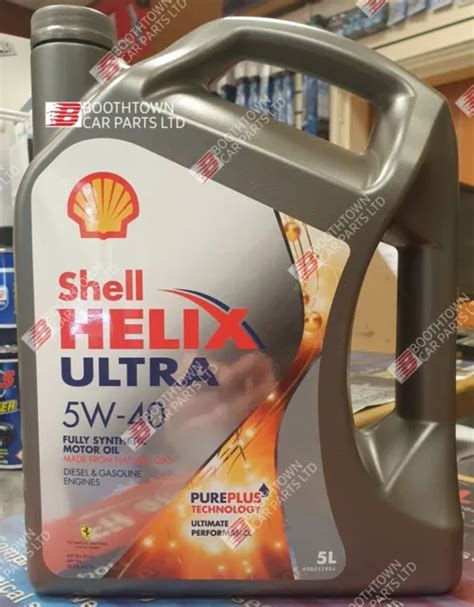 BOOTHTOWN
CAR PARTS LTD
Shell
HELIX
ULTRA
5W-40
FULLY SYNTHETIC
MOTOR OIL
MADE FROM NATURAL GAS
DIESEL & GASOLINE
ENGINES
PUREPLUS
TECHNOLOGY
ULTIMATE
PERFORMANCE
5L